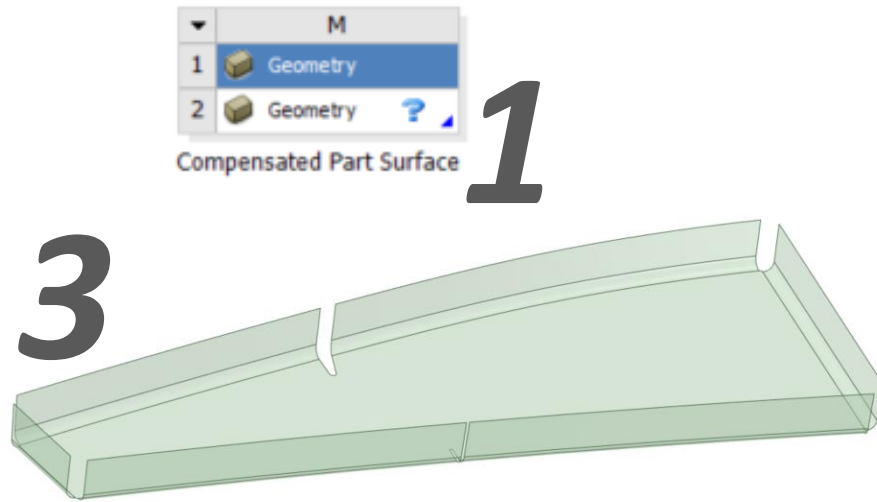 M
1 Geometry
2 Geometry ?
Compensated Part Surface
1
3